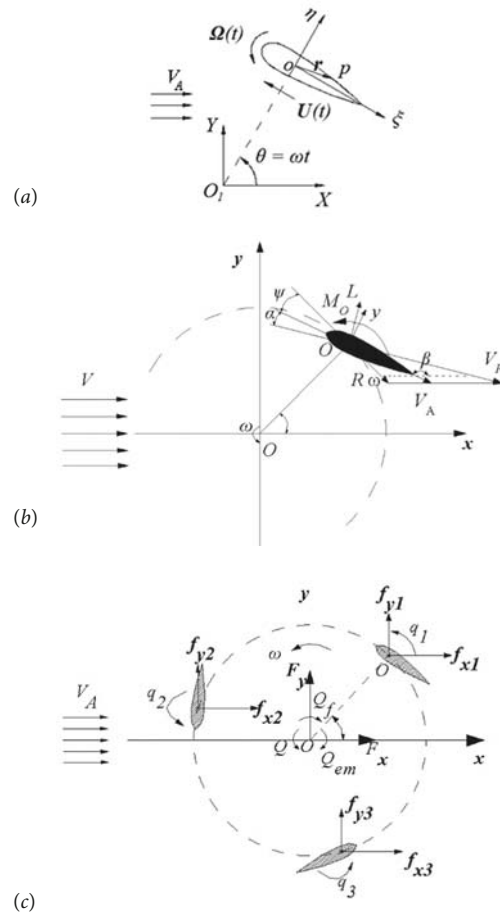 η
Ω(t)
o r p
V_A
U(t)
ξ
Y
θ = ωt
O_1 X
(a)
y
ψ
α M_O L y
O
β
V
R ω
V_A
ω
O x
(b)
y
f_y1
q_1
f_y2
ω
O
f_x1
V_A
q_2
F_y
f_x2
Q_f
Q O F_x x
Q_em
f_y3
f_x3
q_3
(c)